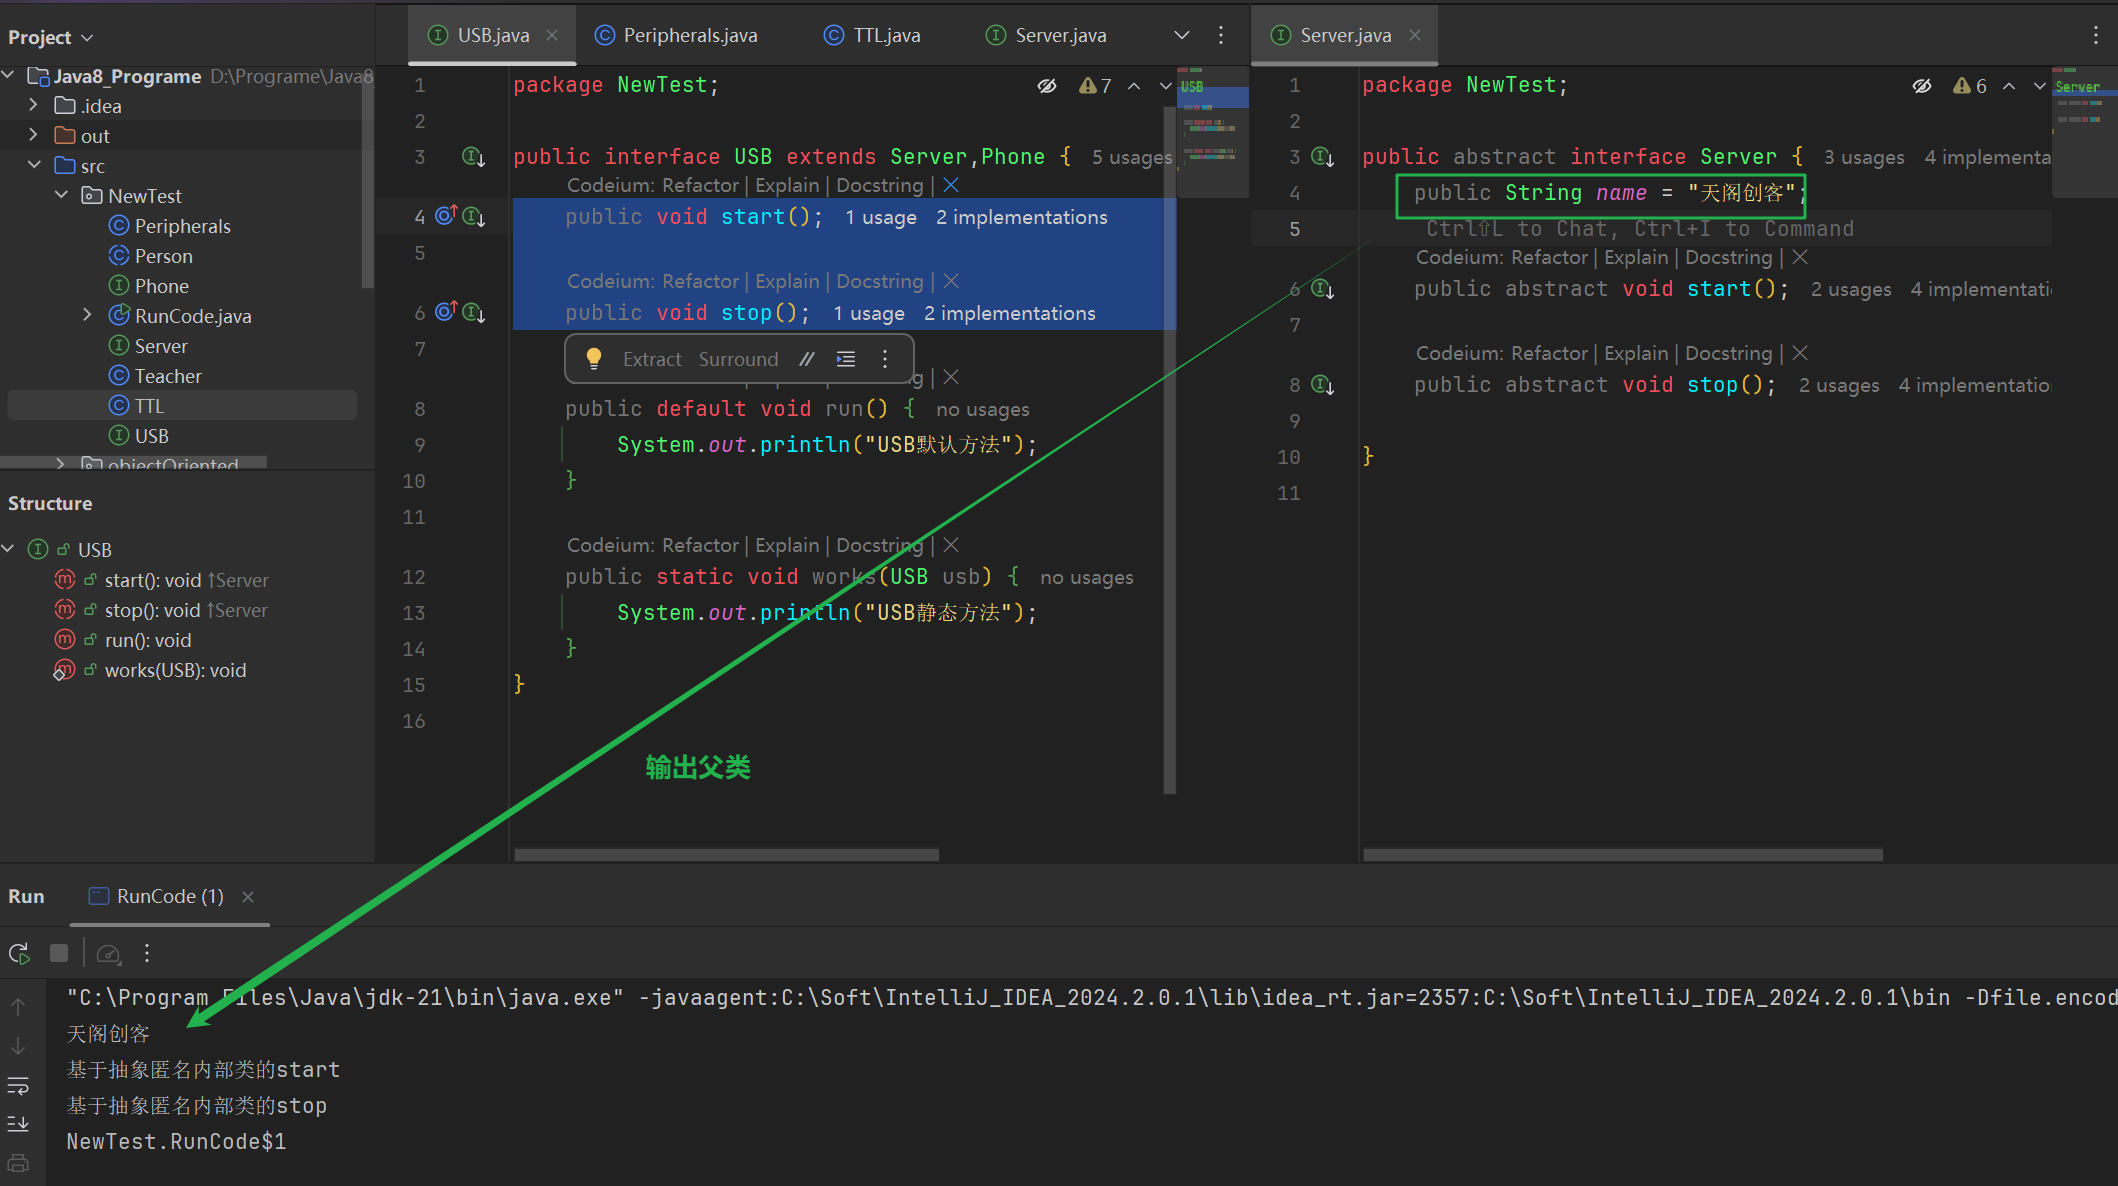 Project
Java8_Programe D:\Programe\Java8
.idea
out
src
NewTest
Peripherals
Person
Phone
RunCode.java
Server
Teacher
TTL
USB
objectOriented
Structure
USB
start(): void ↑Server
stop(): void ↑Server
run(): void
works(USB): void
USB.java Peripherals.java TTL.java Server.java
7
1 package NewTest;
2
3 public interface USB extends Server,Phone { 5 usages
Codeium: Refactor | Explain | Docstring | ×
4 public void start(); 1 usage 2 implementations
5
Codeium: Refactor | Explain | Docstring | ×
6 public void stop(); 1 usage 2 implementations
7
Extract Surround
8 public default void run() { no usages
9 System.out.println("USB默认方法");
10 }
11
Codeium: Refactor | Explain | Docstring | ×
12 public static void works(USB usb) { no usages
13 System.out.println("USB静态方法");
14 }
15 }
16
输出父类
USB
Server.java
6
1 package NewTest;
2
3 public abstract interface Server { 3 usages 4 implementa
4 public String name = "天阁创客";
5 Ctrl⇧L to Chat, Ctrl+I to Command
Codeium: Refactor | Explain | Docstring | ×
6 public abstract void start(); 2 usages 4 implementati
7
Codeium: Refactor | Explain | Docstring | ×
8 public abstract void stop(); 2 usages 4 implementatio
9
10 }
11
Server
Run RunCode (1)
"C:\Program Files\Java\jdk-21\bin\java.exe" -javaagent:C:\Soft\IntelliJ_IDEA_2024.2.0.1\lib\idea_rt.jar=2357:C:\Soft\IntelliJ_IDEA_2024.2.0.1\bin -Dfile.encod
天阁创客
基于抽象匿名内部类的start
基于抽象匿名内部类的stop
NewTest.RunCode$1